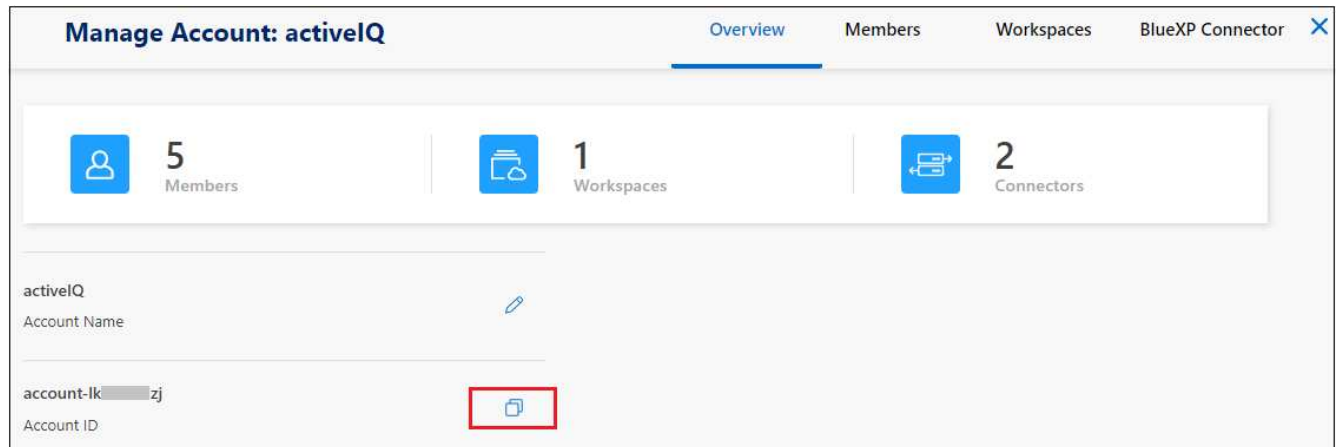 Manage Account: activeIQ
Overview
Members
Workspaces
BlueXP Connector
5
Members
1
Workspaces
2
Connectors
activeIQ
Account Name
account-lk zj
Account ID